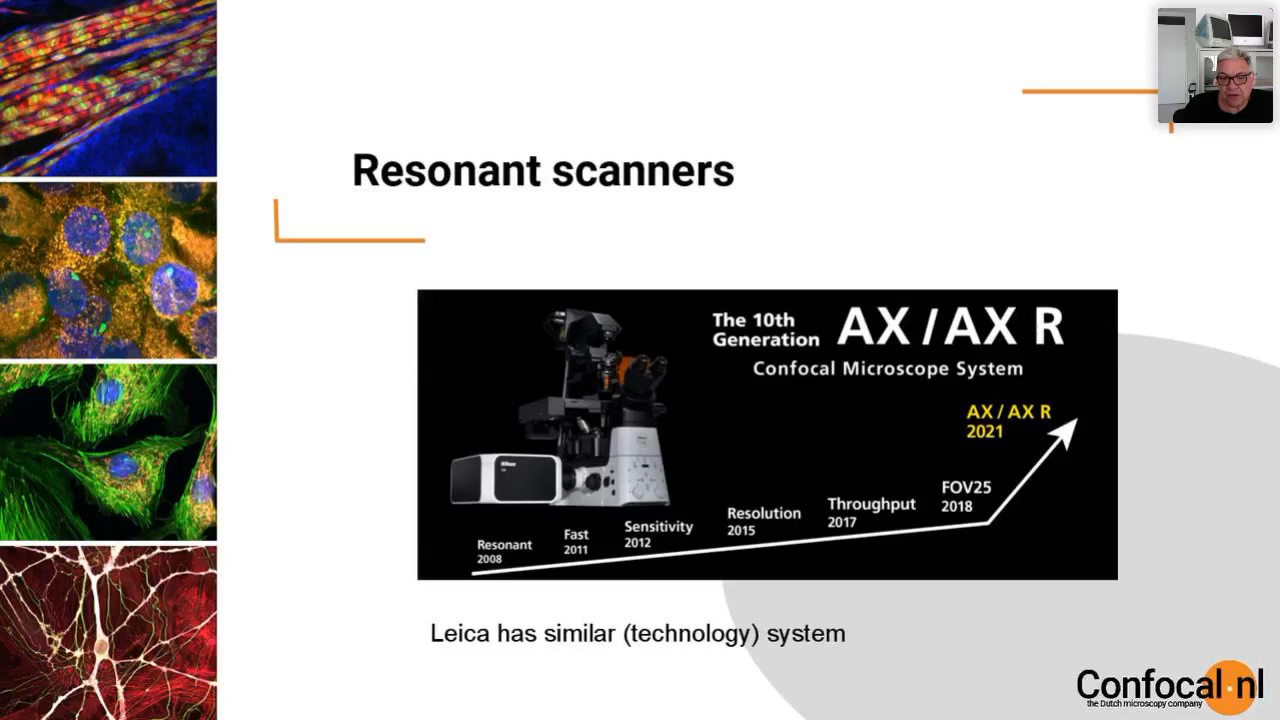 Resonant scanners
The 10th
Generation
AX / AX R
Confocal Microscope System
AX / AX R
2021
FOV25
2018
Throughput
2017
Resolution
2015
Sensitivity
2012
Fast
2011
Resonant
2008
Nikon
Leica has similar (technology) system
Confocal.nl
the Dutch microscopy company